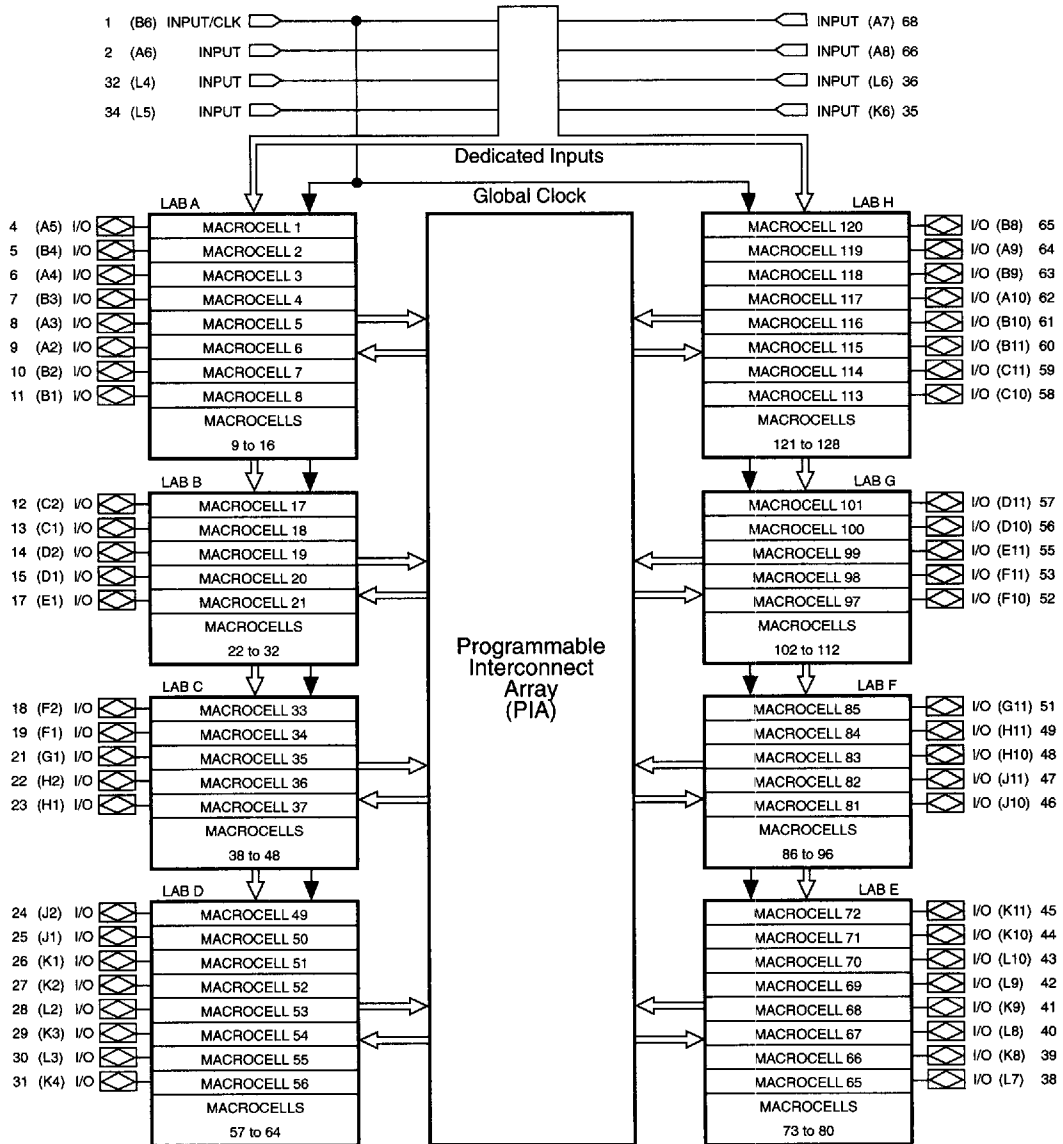 1 (B6) INPUT/CLK INPUT (A7) 68
2 (A6) INPUT INPUT (A8) 66
32 (L4) INPUT INPUT (L6) 36
34 (L5) INPUT INPUT (K6) 35
Dedicated Inputs
Global Clock
LAB A
4 (A5) I/O MACROCELL 1
5 (B4) I/O MACROCELL 2
6 (A4) I/O MACROCELL 3
7 (B3) I/O MACROCELL 4
8 (A3) I/O MACROCELL 5
9 (A2) I/O MACROCELL 6
10 (B2) I/O MACROCELL 7
11 (B1) I/O MACROCELL 8
MACROCELLS
9 to 16
LAB B
12 (C2) I/O MACROCELL 17
13 (C1) I/O MACROCELL 18
14 (D2) I/O MACROCELL 19
15 (D1) I/O MACROCELL 20
17 (E1) I/O MACROCELL 21
MACROCELLS
22 to 32
LAB C
18 (F2) I/O MACROCELL 33
19 (F1) I/O MACROCELL 34
21 (G1) I/O MACROCELL 35
22 (H2) I/O MACROCELL 36
23 (H1) I/O MACROCELL 37
MACROCELLS
38 to 48
LAB D
24 (J2) I/O MACROCELL 49
25 (J1) I/O MACROCELL 50
26 (K1) I/O MACROCELL 51
27 (K2) I/O MACROCELL 52
28 (L2) I/O MACROCELL 53
29 (K3) I/O MACROCELL 54
30 (L3) I/O MACROCELL 55
31 (K4) I/O MACROCELL 56
MACROCELLS
57 to 64
Programmable
Interconnect
Array
(PIA)
LAB H
MACROCELL 120 I/O (B8) 65
MACROCELL 119 I/O (A9) 64
MACROCELL 118 I/O (B9) 63
MACROCELL 117 I/O (A10) 62
MACROCELL 116 I/O (B10) 61
MACROCELL 115 I/O (B11) 60
MACROCELL 114 I/O (C11) 59
MACROCELL 113 I/O (C10) 58
MACROCELLS
121 to 128
LAB G
MACROCELL 101 I/O (D11) 57
MACROCELL 100 I/O (D10) 56
MACROCELL 99 I/O (E11) 55
MACROCELL 98 I/O (F11) 53
MACROCELL 97 I/O (F10) 52
MACROCELLS
102 to 112
LAB F
MACROCELL 85 I/O (G11) 51
MACROCELL 84 I/O (H11) 49
MACROCELL 83 I/O (H10) 48
MACROCELL 82 I/O (J11) 47
MACROCELL 81 I/O (J10) 46
MACROCELLS
86 to 96
LAB E
MACROCELL 72 I/O (K11) 45
MACROCELL 71 I/O (K10) 44
MACROCELL 70 I/O (L10) 43
MACROCELL 69 I/O (L9) 42
MACROCELL 68 I/O (K9) 41
MACROCELL 67 I/O (L8) 40
MACROCELL 66 I/O (K8) 39
MACROCELL 65 I/O (L7) 38
MACROCELLS
73 to 80